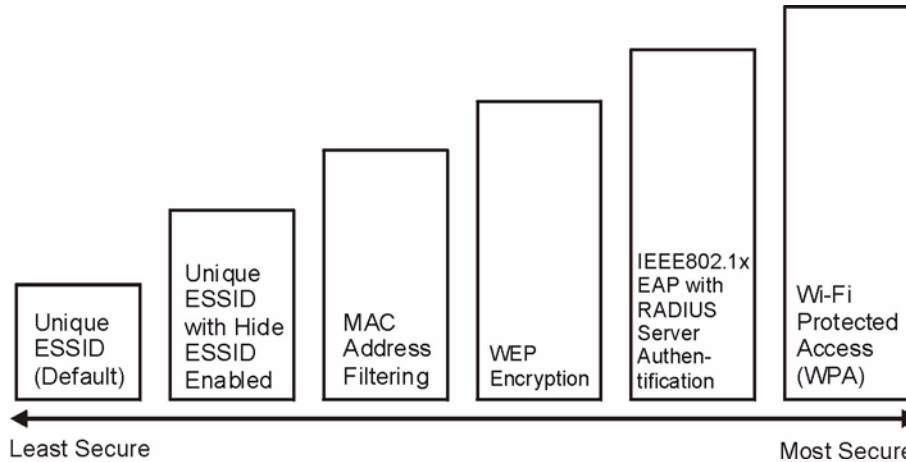 Unique
ESSID
(Default)
Unique
ESSID
with Hide
ESSID
Enabled
MAC
Address
Filtering
WEP
Encryption
IEEE802.1x
EAP with
RADIUS
Server
Authen-
tification
Wi-Fi
Protected
Access
(WPA)
Least Secure
Most Secure